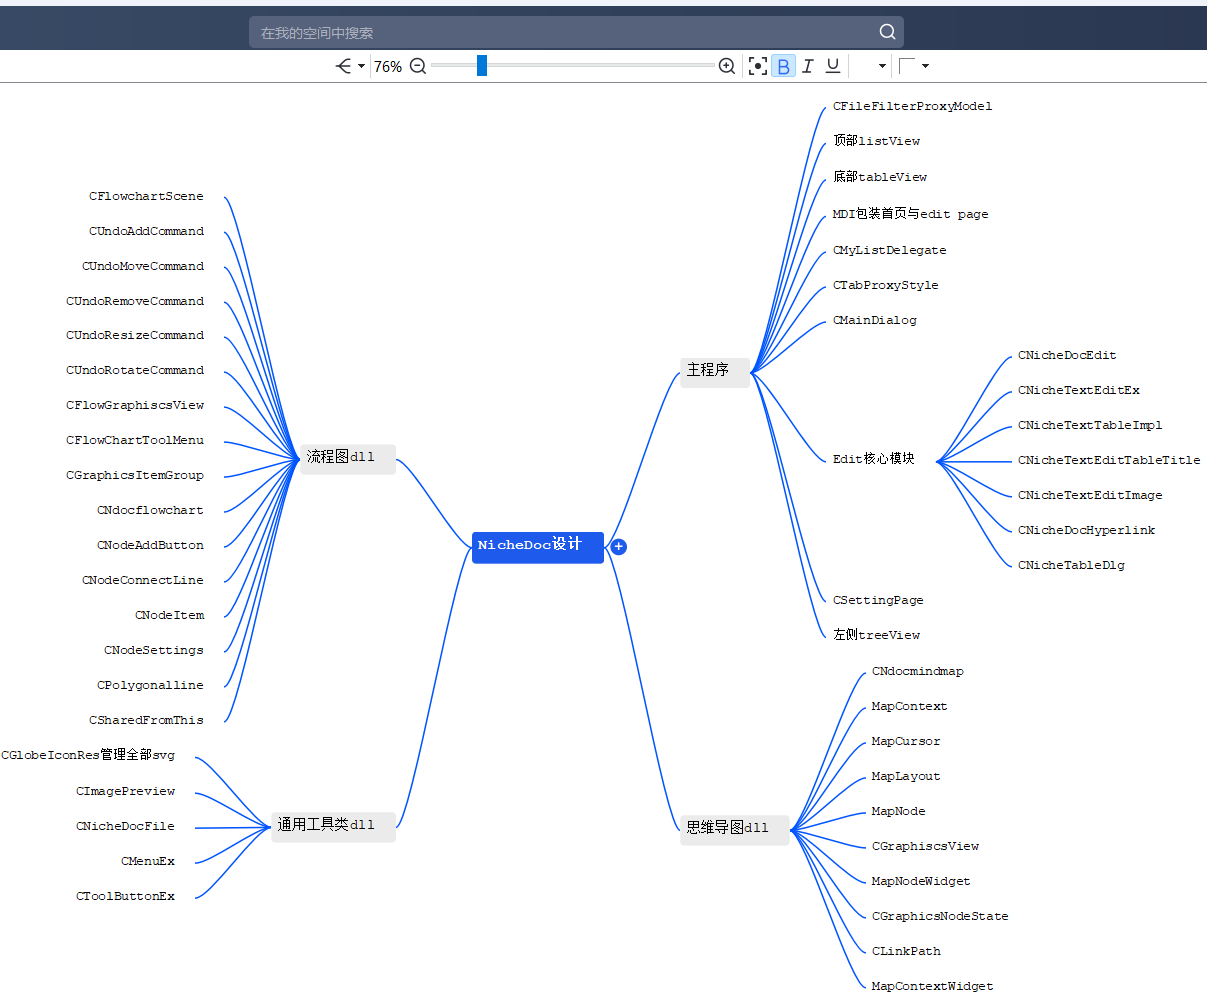 在我的空间中搜索
76%
B I U
CFlowchartScene
CUndoAddCommand
CUndoMoveCommand
CUndoRemoveCommand
CUndoResizeCommand
CUndoRotateCommand
CFlowGraphiscsView
CFlowChartToolMenu
CGraphicsItemGroup
CNdocflowchart
CNodeAddButton
CNodeConnectLine
CNodeItem
CNodeSettings
CPolygonalline
CSharedFromThis
流程图dll
CGlobeIconRes管理全部svg
CImagePreview
CNicheDocFile
CMenuEx
CToolButtonEx
通用工具类dll
NicheDoc设计
主程序
CFileFilterProxyModel
顶部listView
底部tableView
MDI包装首页与edit page
CMyListDelegate
CTabProxyStyle
CMainDialog
Edit核心模块
CNicheDocEdit
CNicheTextEditEx
CNicheTextTableImpl
CNicheTextEditTableTitle
CNicheTextEditImage
CNicheDocHyperlink
CNicheTableDlg
CSettingPage
左侧treeView
思维导图dll
CNdocmindmap
MapContext
MapCursor
MapLayout
MapNode
CGraphiscsView
MapNodeWidget
CGraphicsNodeState
CLinkPath
MapContextWidget